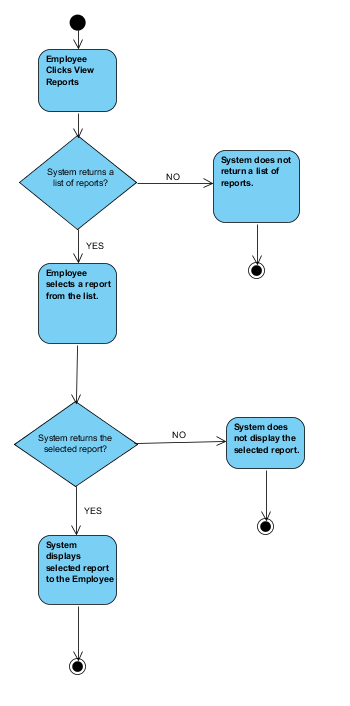 Employee
Clicks View
Reports
System returns a
list of reports?
NO
System does not
return a list of
reports.
YES
Employee
selects a report
from the list.
System returns the
selected report?
NO
System does
not display the
selected report.
YES
System
displays
selected report
to the Employee